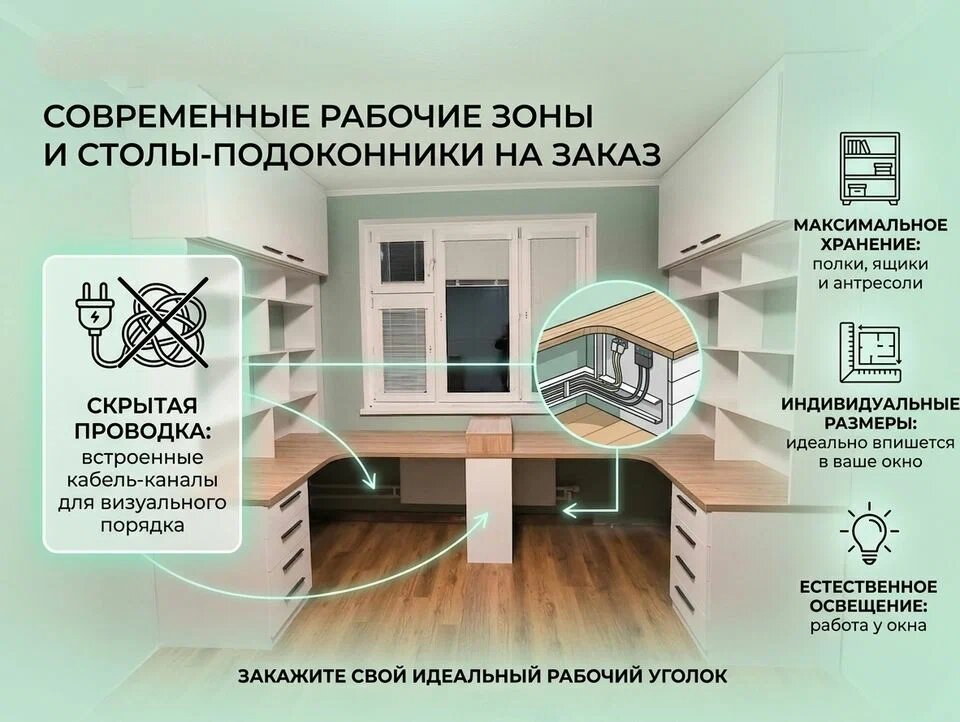 СОВРЕМЕННЫЕ РАБОЧИЕ ЗОНЫ
И СТОЛЫ-ПОДОКОННИКИ НА ЗАКАЗ
СКРЫТАЯ
ПРОВОДКА:
встроенные
кабель-каналы
для визуального
порядка
МАКСИМАЛЬНОЕ
ХРАНЕНИЕ:
полки, ящики
и антресоли
ИНДИВИДУАЛЬНЫЕ
РАЗМЕРЫ:
идеально впишется
в ваше окно
ЕСТЕСТВЕННОЕ
ОСВЕЩЕНИЕ:
работа у окна
ЗАКАЖИТЕ СВОЙ ИДЕАЛЬНЫЙ РАБОЧИЙ УГОЛОК